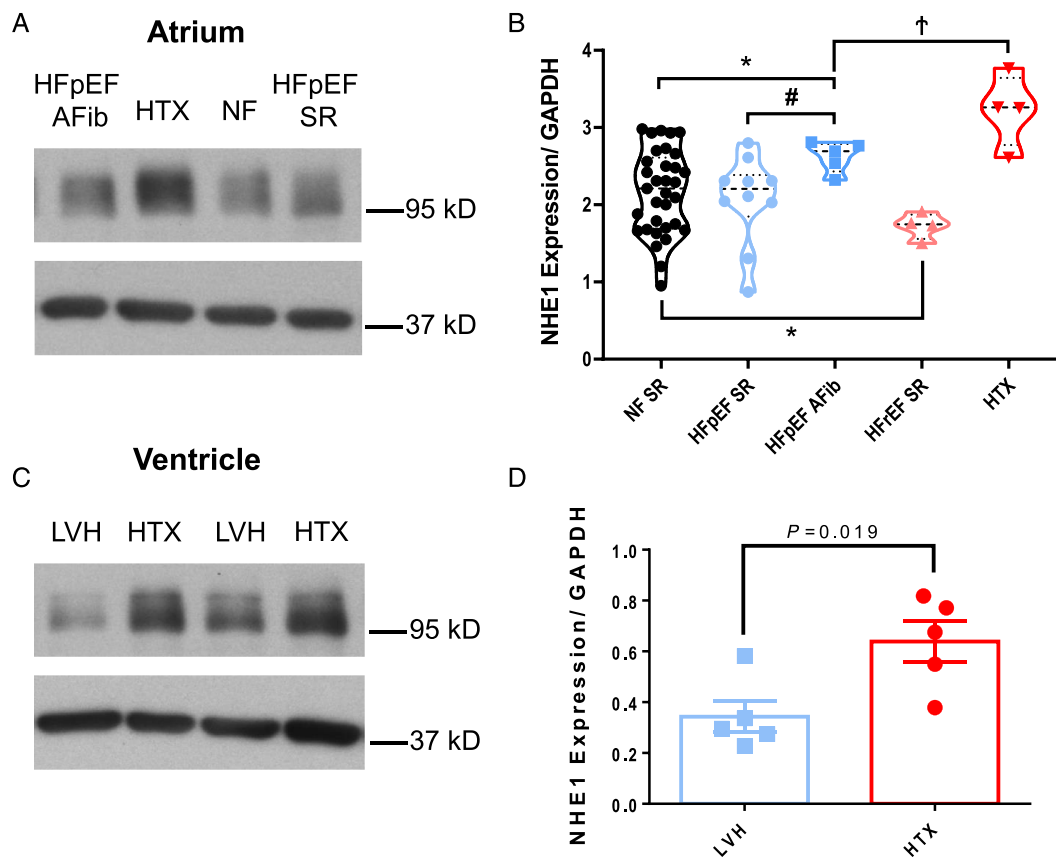 A
Atrium
HFpEF
AFib
HTX
NF
HFpEF
SR
95 kD
37 kD
B
NHE1 Expression/ GAPDH
4
3
2
1
0
*
#
†
*
NF SR
HFpEF SR
HFpEF AFib
HFrEF SR
HTX
C
Ventricle
LVH
HTX
LVH
HTX
95 kD
37 kD
D
NHE1 Expression/ GAPDH
1.0
0.8
0.6
0.4
0.2
0.0
P=0.019
LVH
HTX